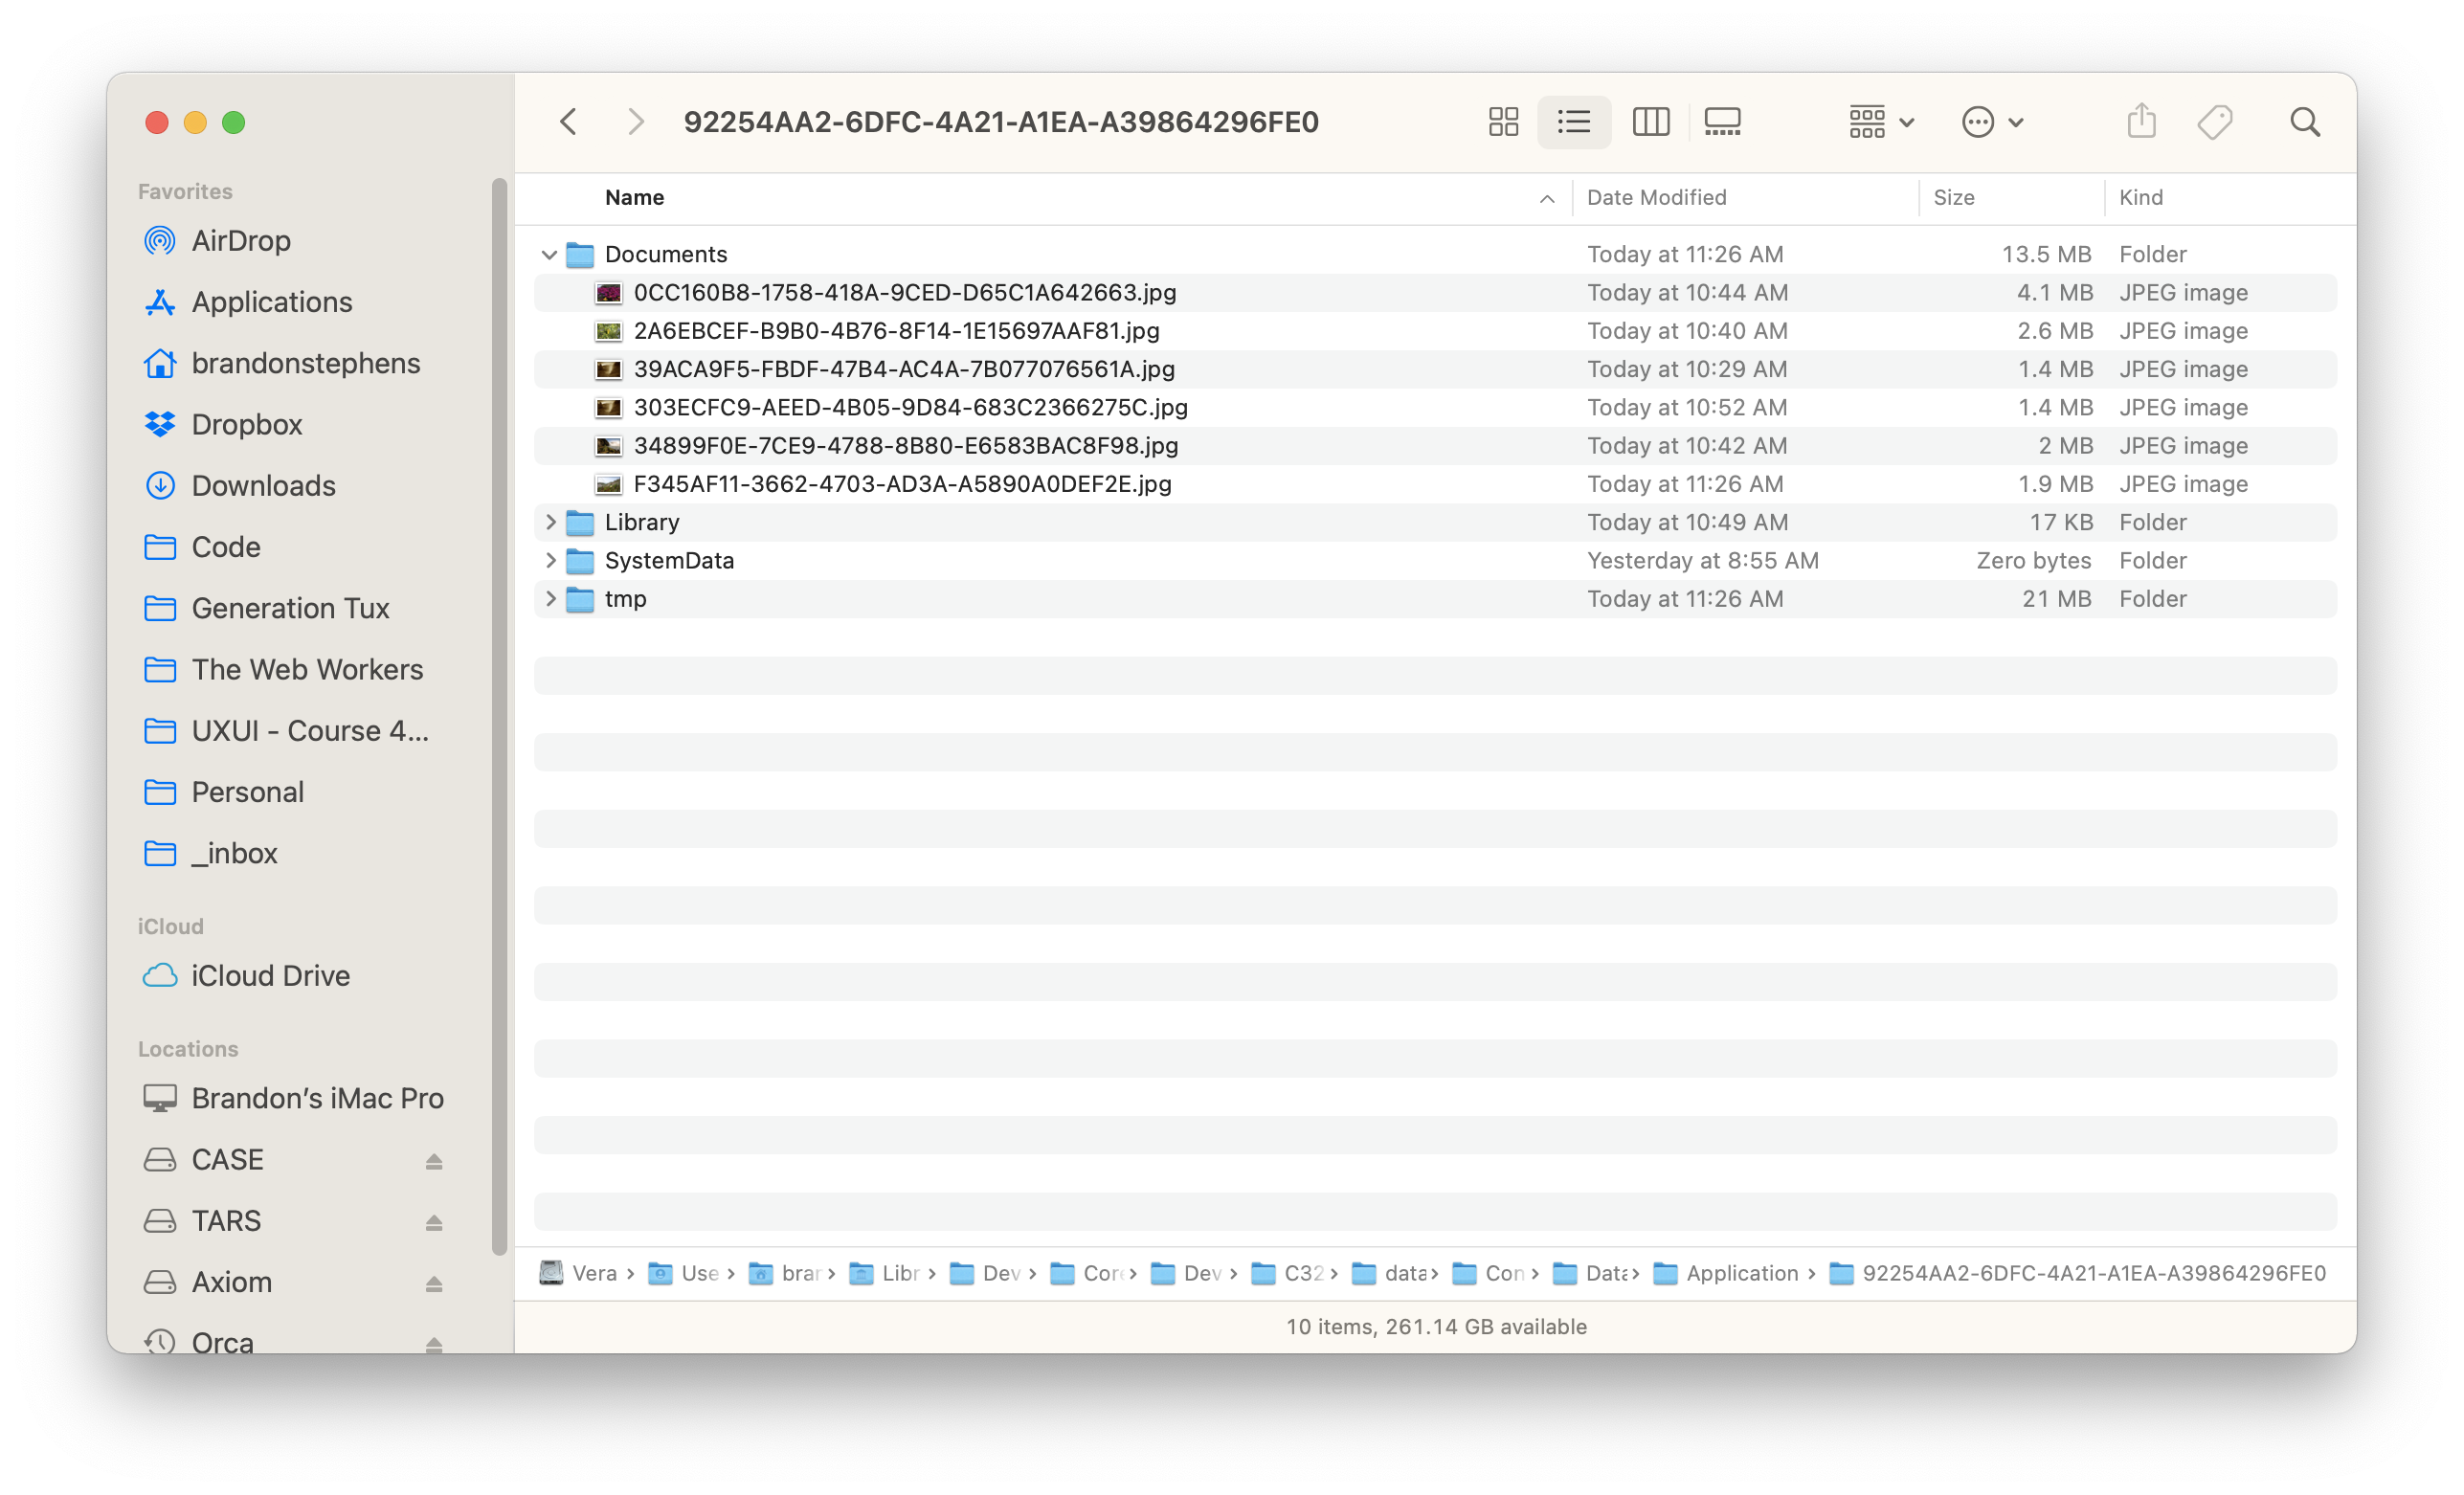 92254AA2-6DFC-4A21-A1EA-A39864296FE0
Favorites
AirDrop
Applications
brandonstephens
Dropbox
Downloads
Code
Generation Tux
The Web Workers
UXUI - Course 4...
Personal
_inbox
iCloud
iCloud Drive
Locations
Brandon’s iMac Pro
CASE
TARS
Axiom
Orca
Name Date Modified Size Kind
Documents Today at 11:26 AM 13.5 MB Folder
0CC160B8-1758-418A-9CED-D65C1A642663.jpg Today at 10:44 AM 4.1 MB JPEG image
2A6EBCEF-B9B0-4B76-8F14-1E15697AAF81.jpg Today at 10:40 AM 2.6 MB JPEG image
39ACA9F5-FBDF-47B4-AC4A-7B077076561A.jpg Today at 10:29 AM 1.4 MB JPEG image
303ECFC9-AEED-4B05-9D84-683C2366275C.jpg Today at 10:52 AM 1.4 MB JPEG image
34899F0E-7CE9-4788-8B80-E6583BAC8F98.jpg Today at 10:42 AM 2 MB JPEG image
F345AF11-3662-4703-AD3A-A5890A0DEF2E.jpg Today at 11:26 AM 1.9 MB JPEG image
Library Today at 10:49 AM 17 KB Folder
SystemData Yesterday at 8:55 AM Zero bytes Folder
tmp Today at 11:26 AM 21 MB Folder
Vera › Use › bran › Libr › Dev › Core › Dev › C32 › data › Con › Data › Application › 92254AA2-6DFC-4A21-A1EA-A39864296FE0
10 items, 261.14 GB available